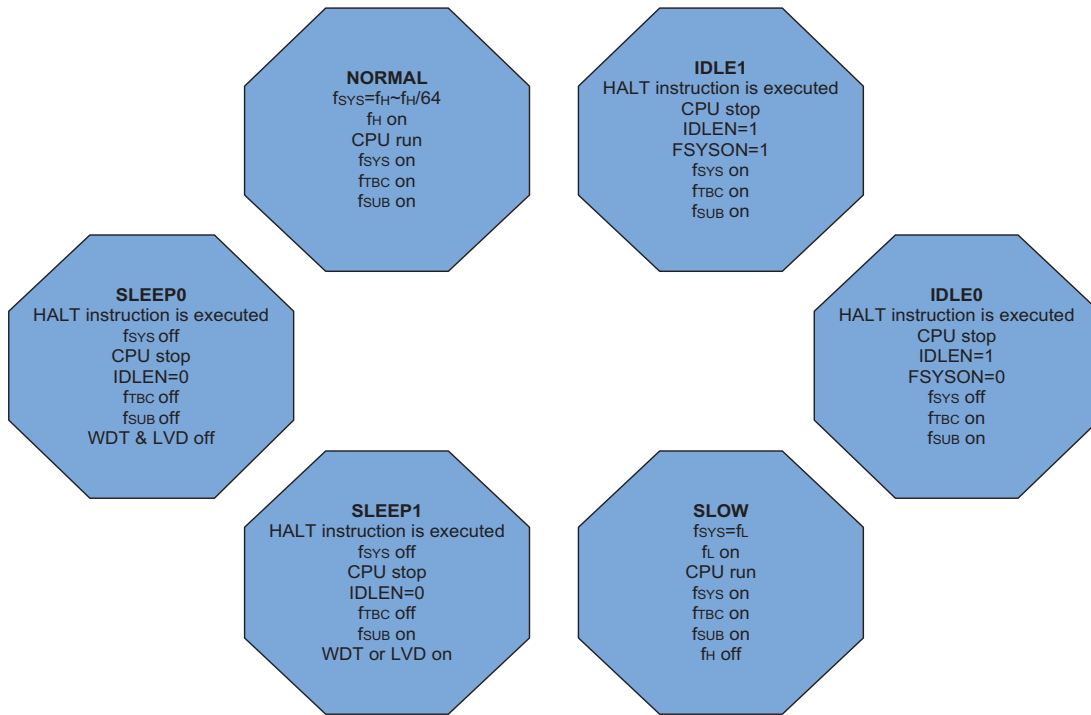 NORMAL
fSYS=fH~fH/64
fH on
CPU run
fSYS on
fTBC on
fSUB on
IDLE1
HALT instruction is executed
CPU stop
IDLEN=1
FSYSON=1
fSYS on
fTBC on
fSUB on
SLEEP0
HALT instruction is executed
fSYS off
CPU stop
IDLEN=0
fTBC off
fSUB off
WDT & LVD off
IDLE0
HALT instruction is executed
CPU stop
IDLEN=1
FSYSON=0
fSYS off
fTBC on
fSUB on
SLEEP1
HALT instruction is executed
fSYS off
CPU stop
IDLEN=0
fTBC off
fSUB on
WDT or LVD on
SLOW
fSYS=fL
fL on
CPU run
fSYS on
fTBC on
fSUB on
fH off